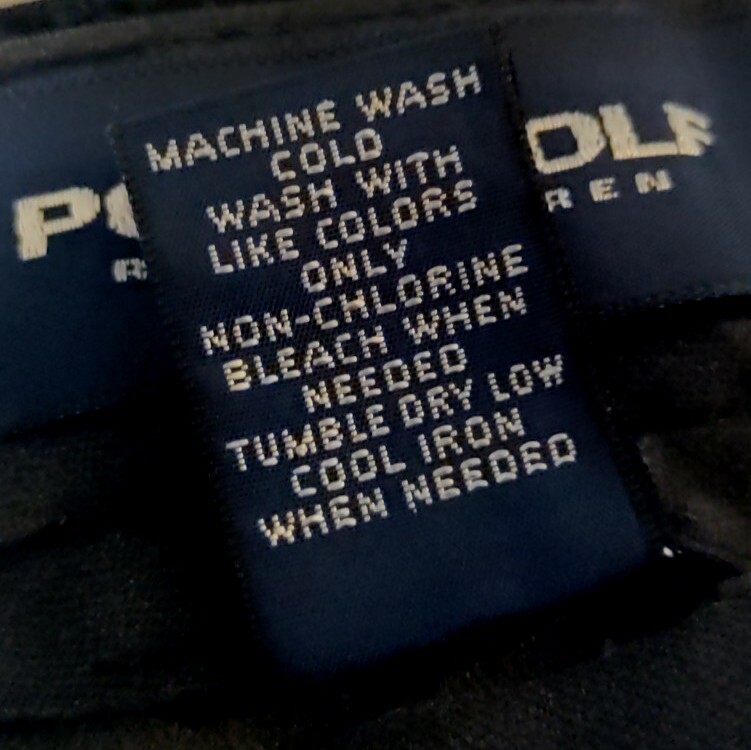 PO OLF
R REN
MACHINE WASH
COLD
WASH WITH
LIKE COLORS
ONLY
NON-CHLORINE
BLEACH WHEN
NEEDED
TUMBLE DRY LOW
COOL IRON
WHEN NEEDED